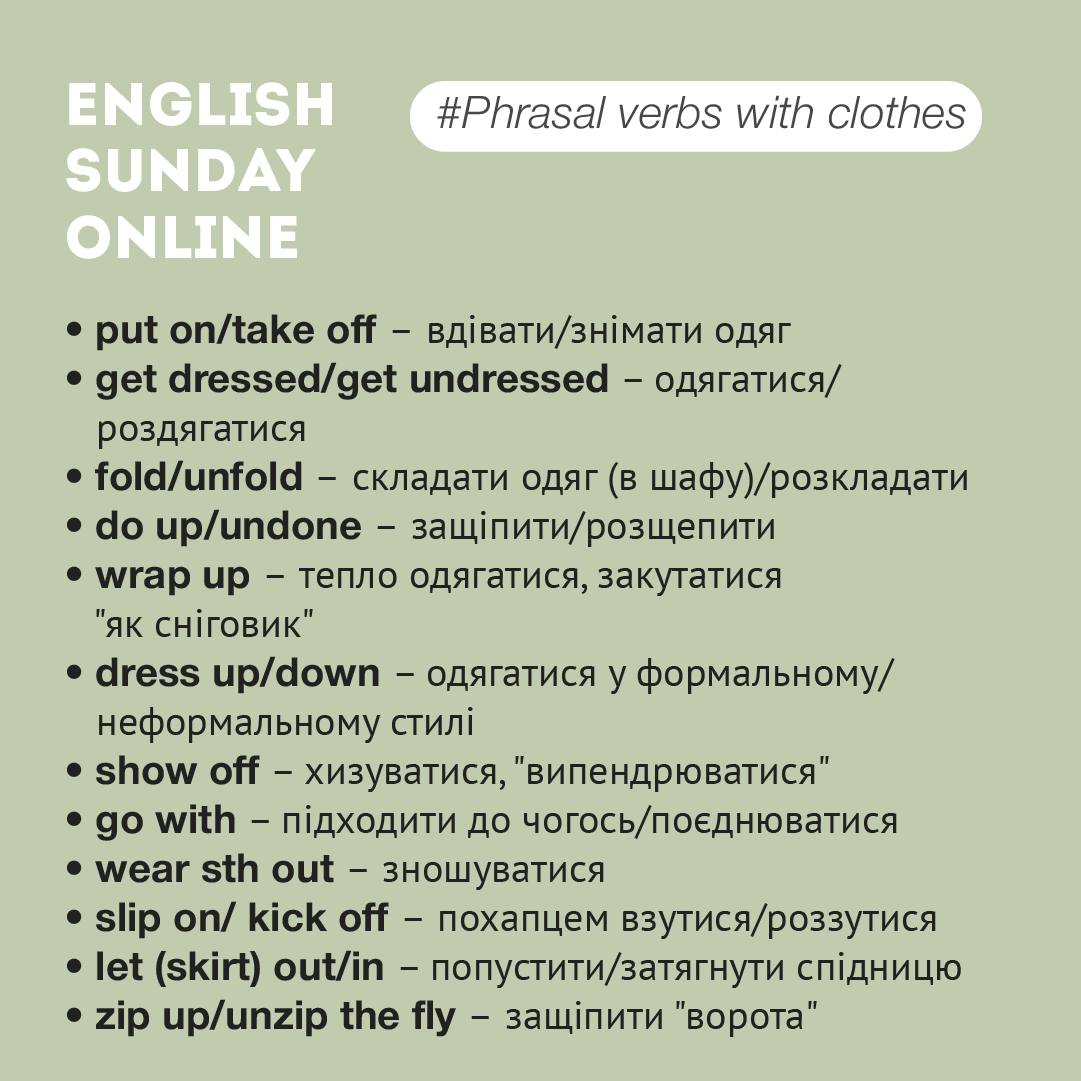 ENGLISH
SUNDAY
ONLINE
#Phrasal verbs with clothes
• put on/take off – вдівати/знімати одяг
• get dressed/get undressed – одягатися/
роздягатися
• fold/unfold – складати одяг (в шафу)/розкладати
• do up/undone – защіпити/розщепити
• wrap up – тепло одягатися, закутатися
"як сніговик"
• dress up/down – одягатися у формальному/
неформальному стилі
• show off – хизуватися, "випендрюватися"
• go with – підходити до чогось/поєднюватися
• wear sth out – зношуватися
• slip on/ kick off – похапцем взутися/роззутися
• let (skirt) out/in – попустити/затягнути спідницю
• zip up/unzip the fly – защіпити "ворота"